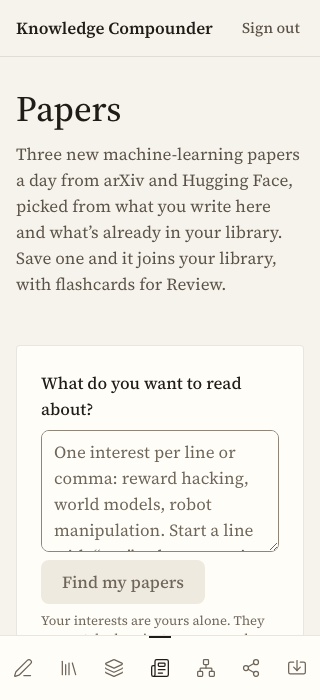 Knowledge Compounder
Sign out
Papers
Three new machine-learning papers
a day from arXiv and Hugging Face,
picked from what you write here
and what’s already in your library.
Save one and it joins your library,
with flashcards for Review.
What do you want to read
about?
One interest per line or
comma: reward hacking,
world models, robot
manipulation. Start a line
Find my papers
Your interests are yours alone. They